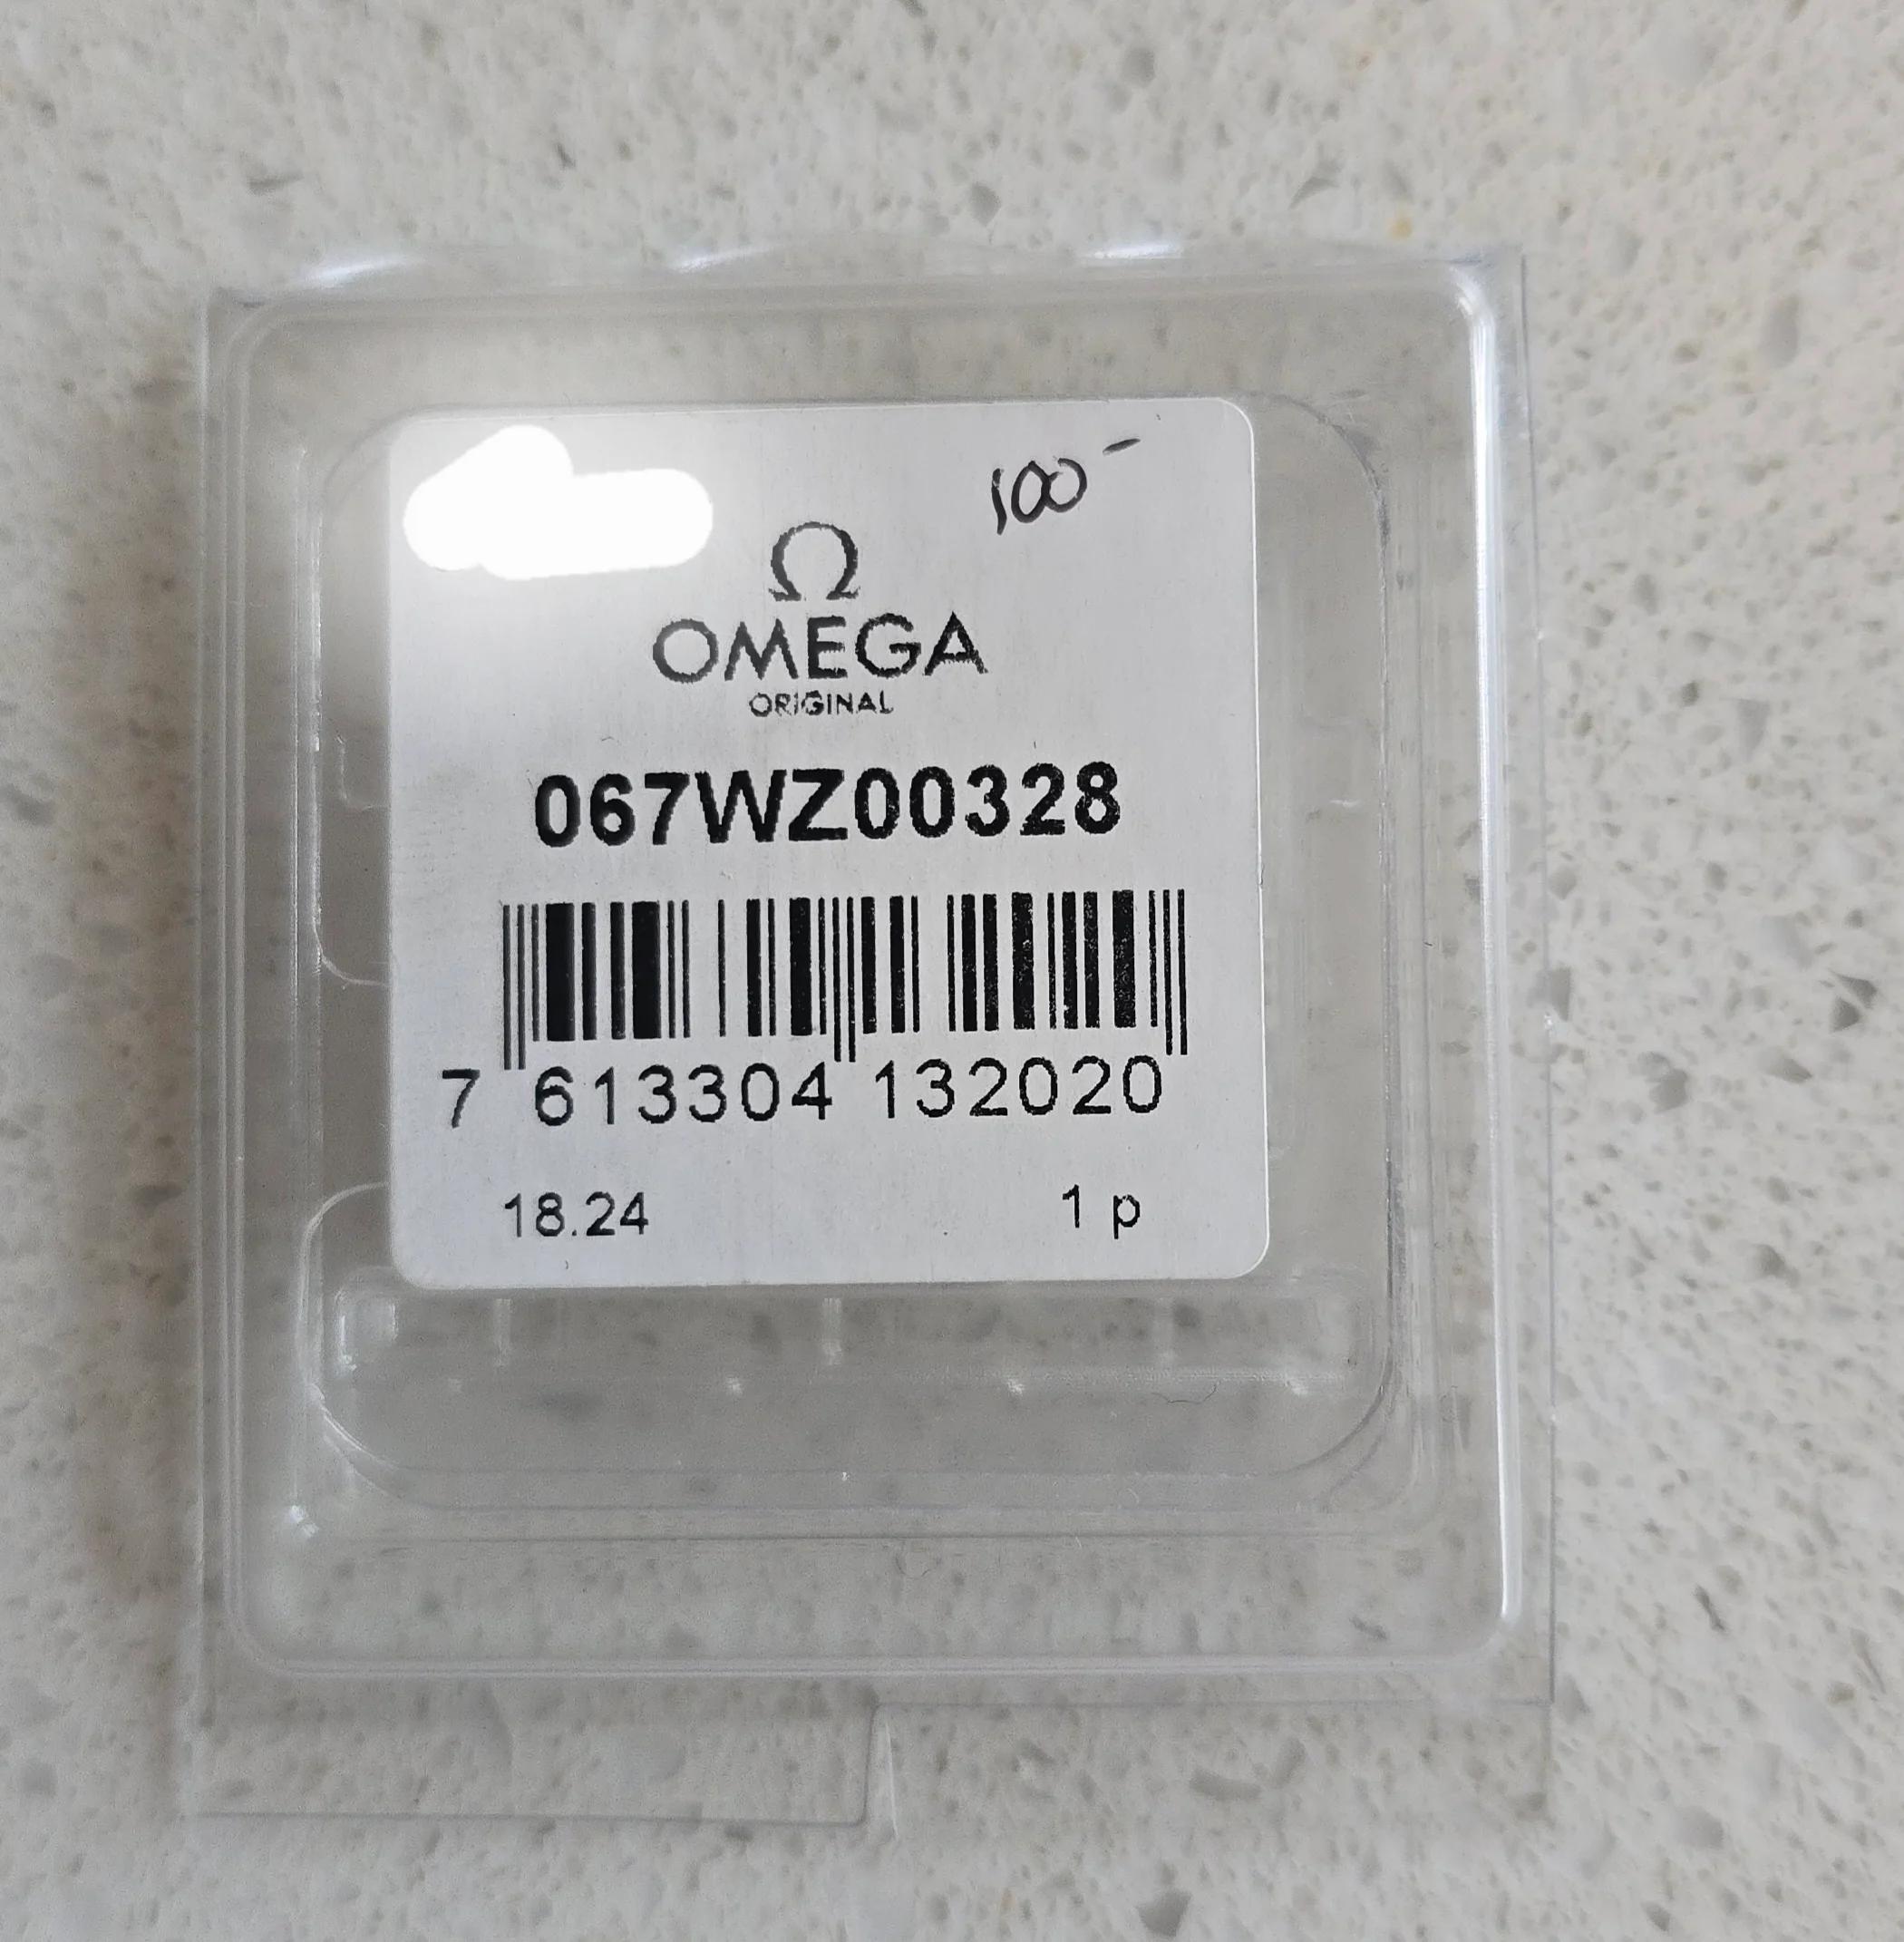 100-
Ω
OMEGA
ORIGINAL
067WZ00328
7 613304 132020
18.24 1 p